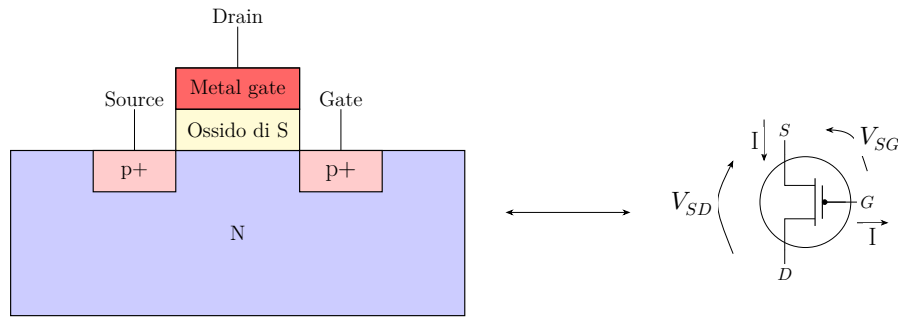 Drain
Metal gate
Source
Gate
Ossido di S
p+
p+
N
I
S
V_SG
V_SD
G
I
D